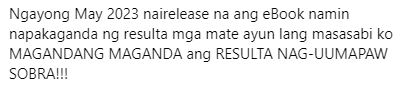 Ngayong May 2023 nairelease na ang eBook namin
napakaganda ng resulta mga mate ayun lang masasabi ko
MAGANDANG MAGANDA ang RESULTA NAG-UUMAPAW
SOBRA!!!